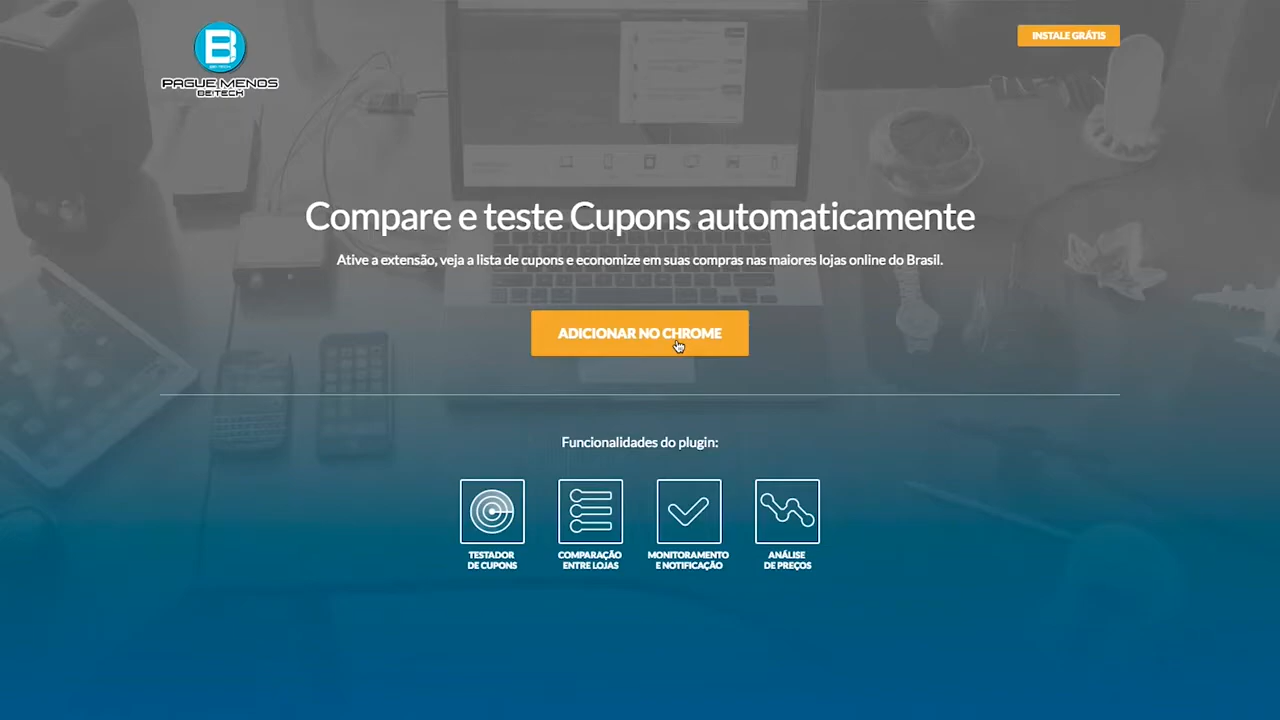 PAGUE MENOS
BE!TECH
INSTALE GRÁTIS
Compare e teste Cupons automaticamente
Ative a extensão, veja a lista de cupons e economize em suas compras nas maiores lojas online do Brasil.
ADICIONAR NO CHROME
Funcionalidades do plugin:
TESTADOR
DE CUPONS
COMPARAÇÃO
ENTRE LOJAS
MONITORAMENTO
E NOTIFICAÇÃO
ANÁLISE
DE PREÇOS